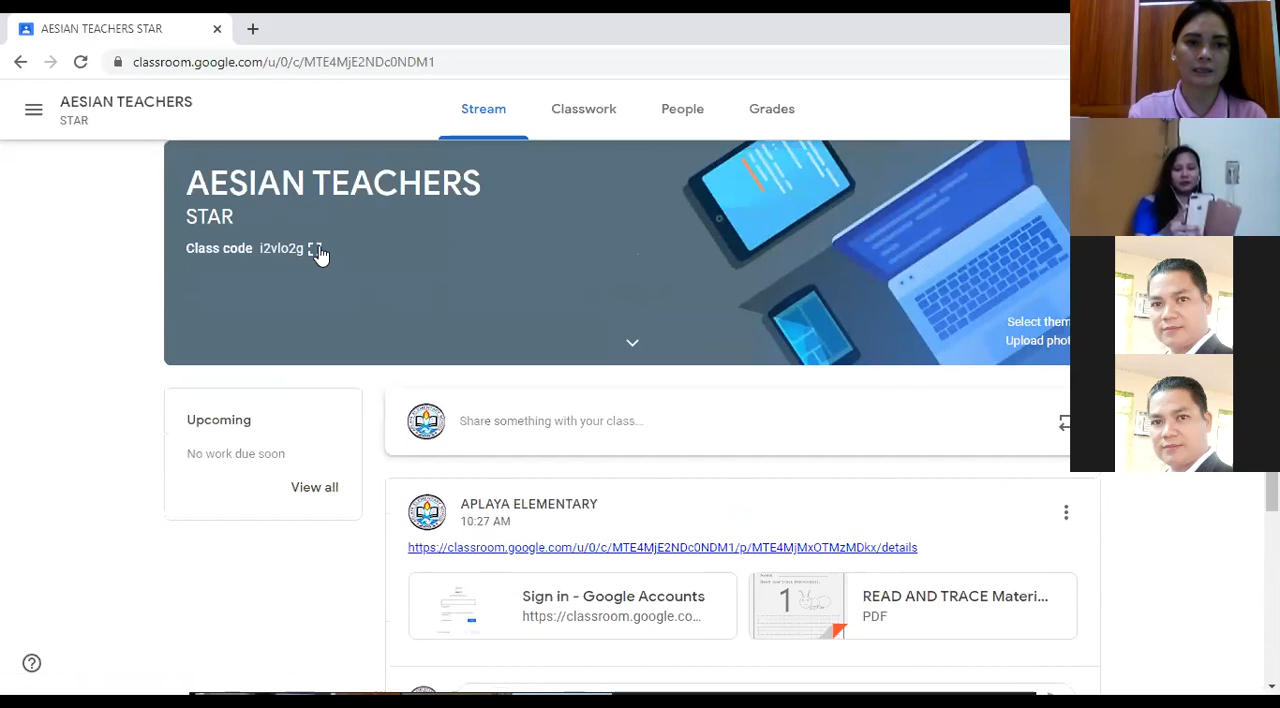 AESIAN TEACHERS STAR
classroom.google.com/u/0/c/MTE4MjE2NDc0NDM1
AESIAN TEACHERS
STAR
Stream
Classwork
People
Grades
AESIAN TEACHERS
STAR
Class code i2vlo2g
Select them
Upload phot
Upcoming
No work due soon
View all
Share something with your class...
APLAYA ELEMENTARY
10:27 AM
https://classroom.google.com/u/0/c/MTE4MjE2NDc0NDM1/p/MTE4MjMxOTMzMDkx/details
Sign in - Google Accounts
https://classroom.google.co...
1
READ AND TRACE Materi...
PDF